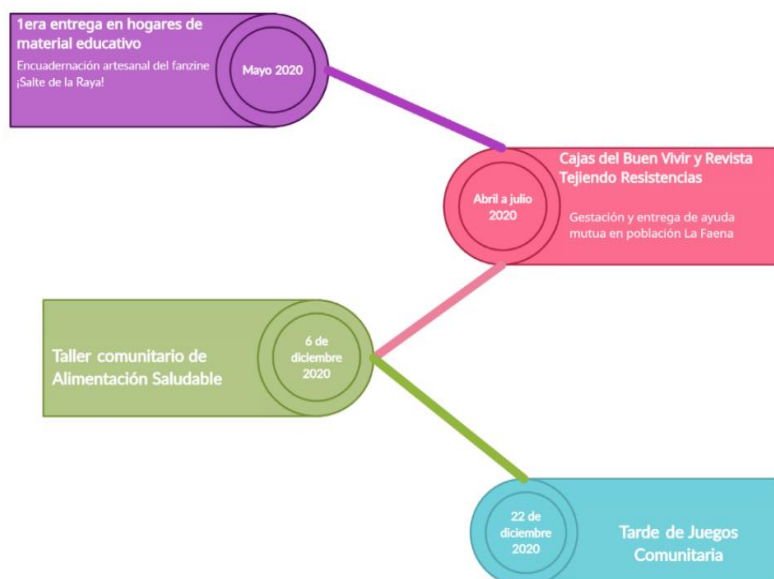 1era entrega en hogares de
material educativo
Encuadernación artesanal del fanzine
¡Salte de la Raya!
Mayo 2020
Cajas del Buen Vivir y Revista
Tejiendo Resistencias
Abril a julio
2020
Gestación y entrega de ayuda
mutua en población La Faena
6 de
diciembre
2020
Taller comunitario de
Alimentación Saludable
22 de
diciembre
2020
Tarde de Juegos
Comunitaria